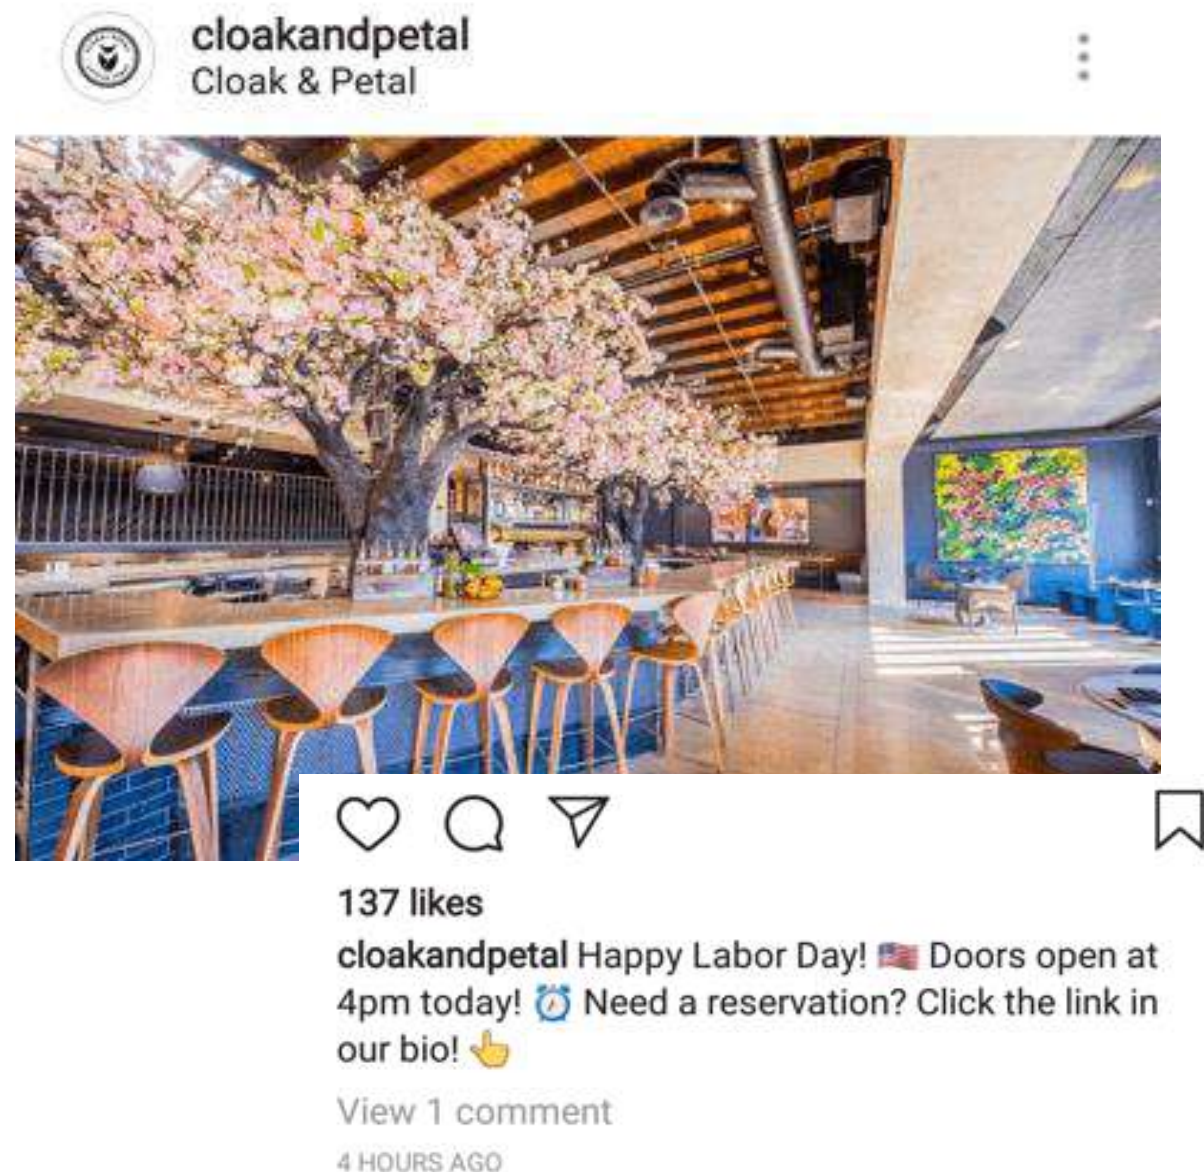 cloakandpetal
Cloak & Petal
137 likes
cloakandpetal Happy Labor Day! 🇺🇸 Doors open at
4pm today! ⏰ Need a reservation? Click the link in
our bio! 👆
View 1 comment
4 HOURS AGO